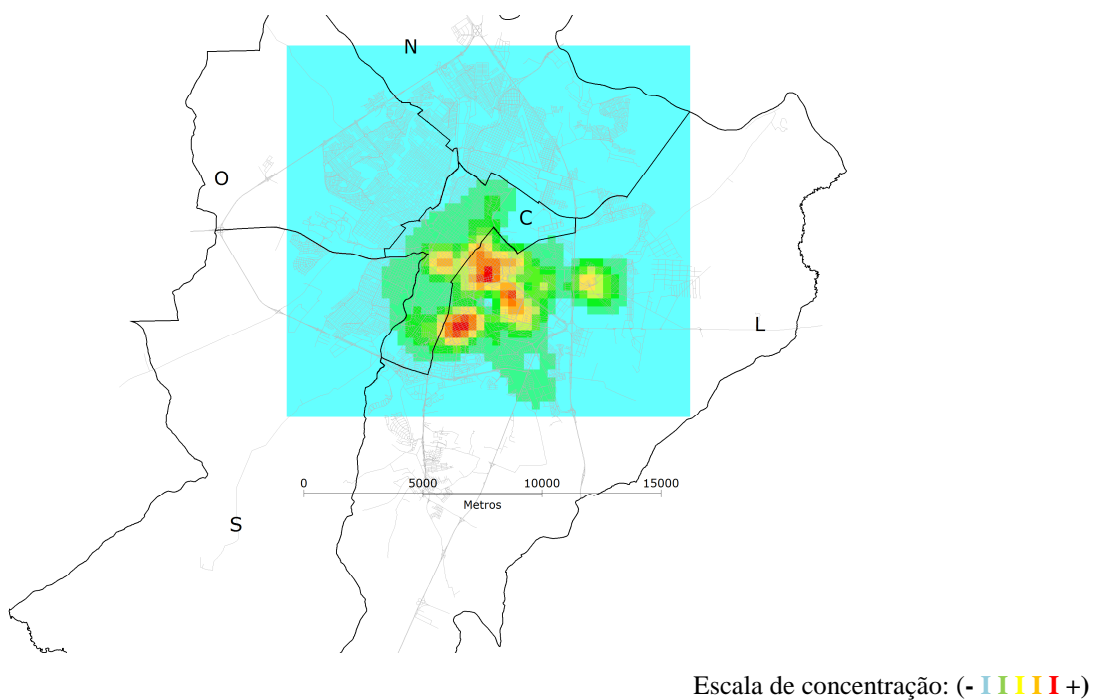 N
O
C
L
0 5000 10000 15000
Metros
S
Escala de concentração: (- I I I I I +)